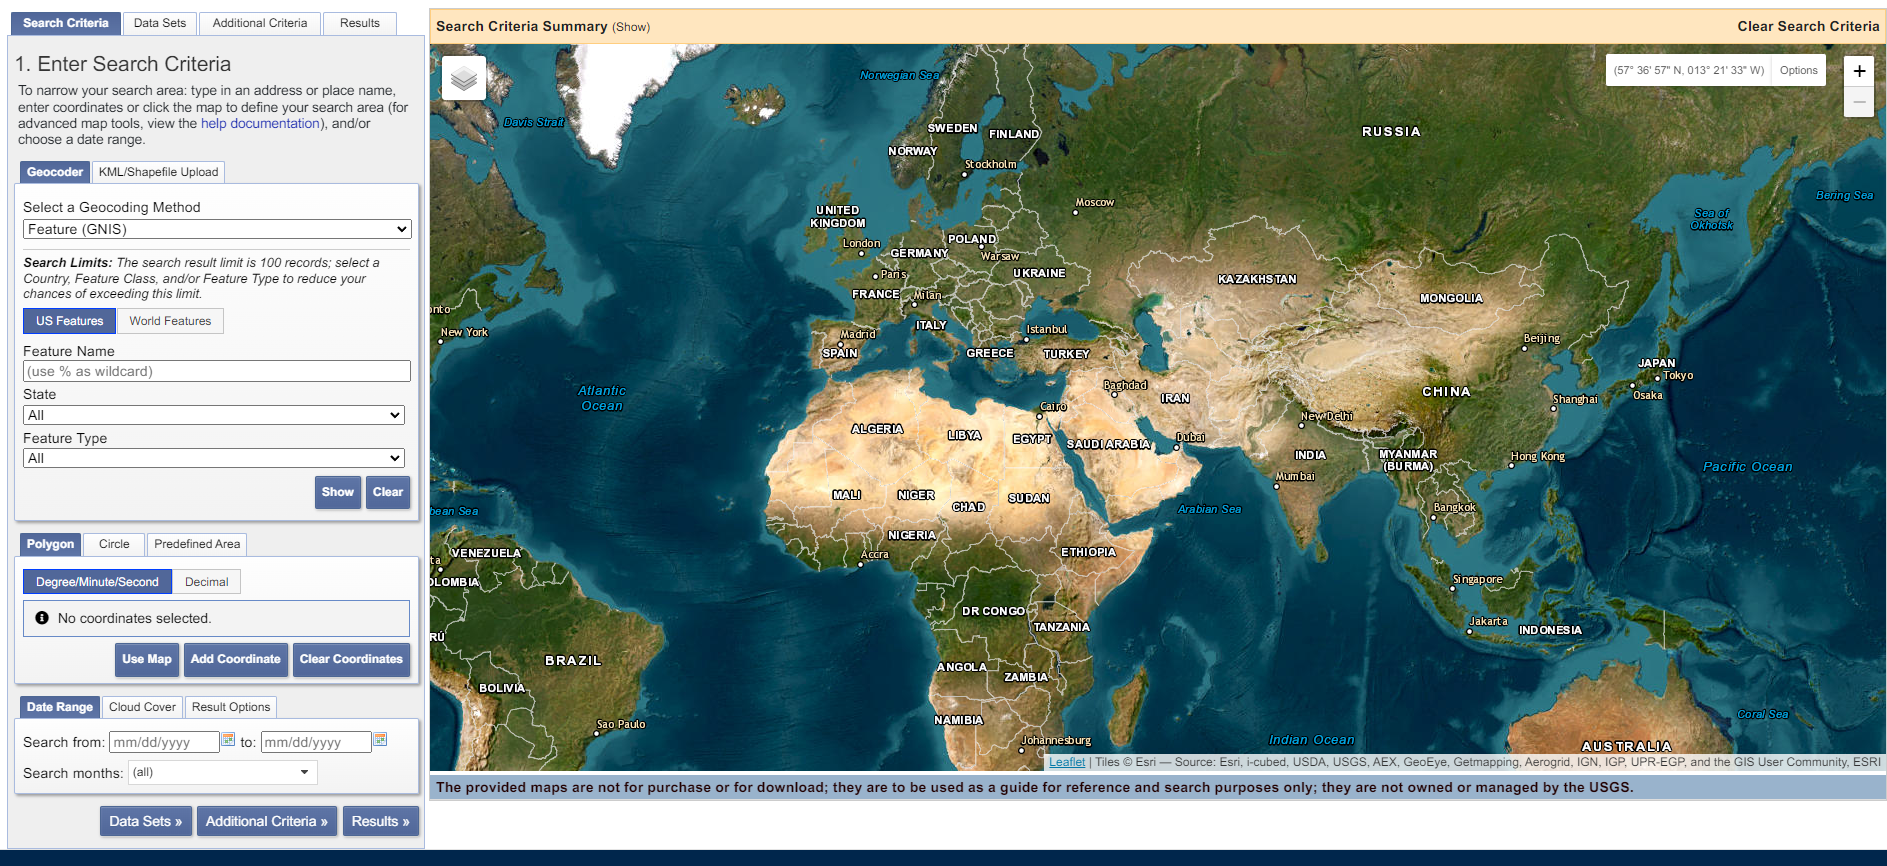 Search Criteria
Data Sets
Additional Criteria
Results
1. Enter Search Criteria
To narrow your search area: type in an address or place name,
enter coordinates or click the map to define your search area (for
advanced map tools, view the help documentation), and/or
choose a date range.
Geocoder
KML/Shapefile Upload
Select a Geocoding Method
Feature (GNIS)
Search Limits: The search result limit is 100 records; select a
Country, Feature Class, and/or Feature Type to reduce your
chances of exceeding this limit.
US Features
World Features
Feature Name
(use % as wildcard)
State
All
Feature Type
All
Show
Clear
Polygon
Circle
Predefined Area
Degree/Minute/Second
Decimal
No coordinates selected.
Use Map
Add Coordinate
Clear Coordinates
Date Range
Cloud Cover
Result Options
Search from: mm/dd/yyyy to: mm/dd/yyyy
Search months: (all)
Data Sets »
Additional Criteria »
Results »
Search Criteria Summary (Show)
Clear Search Criteria
(57° 36' 57" N, 013° 21' 33" W)
Options
+
−
Norwegian Sea
Davis Strait
SWEDEN
FINLAND
NORWAY
Stockholm
RUSSIA
Moscow
Bering Sea
Sea of
Okhotsk
UNITED
KINGDOM
London
POLAND
Warsaw
GERMANY
Paris
UKRAINE
KAZAKHSTAN
MONGOLIA
FRANCE
Milan
onto
New York
ITALY
Istanbul
Madrid
SPAIN
GREECE
TURKEY
Beijing
JAPAN
Tokyo
Osaka
Atlantic
Ocean
Baghdad
IRAN
CHINA
Shanghai
Cairo
New Delhi
ALGERIA
LIBYA
EGYPT
SAUDI ARABIA
Dubai
INDIA
MYANMAR
(BURMA)
Hong Kong
Pacific Ocean
Mumbai
MALI
NIGER
CHAD
SUDAN
bean Sea
Arabian Sea
Bangkok
NIGERIA
VENEZUELA
Accra
ETHIOPIA
ta
OLOMBIA
Singapore
DR CONGO
TANZANIA
Jakarta
INDONESIA
RÚ
BRAZIL
ANGOLA
ZAMBIA
BOLIVIA
Sao Paulo
NAMIBIA
Johannesburg
Indian Ocean
Coral Sea
AUSTRALIA
Leaflet | Tiles © Esri — Source: Esri, i-cubed, USDA, USGS, AEX, GeoEye, Getmapping, Aerogrid, IGN, IGP, UPR-EGP, and the GIS User Community, ESRI
The provided maps are not for purchase or for download; they are to be used as a guide for reference and search purposes only; they are not owned or managed by the USGS.